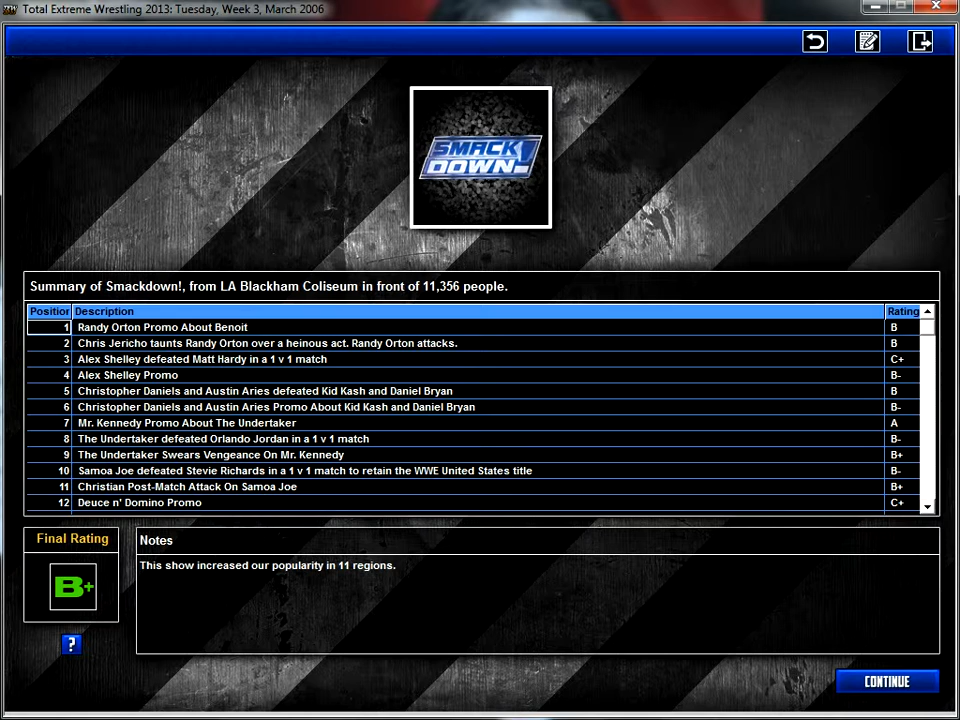 Total Extreme Wrestling 2013: Tuesday, Week 3, March 2006
SMACK
DOWN!
Summary of Smackdown!, from LA Blackham Coliseum in front of 11,356 people.
Position Description Rating
1 Randy Orton Promo About Benoit B
2 Chris Jericho taunts Randy Orton over a heinous act. Randy Orton attacks. B
3 Alex Shelley defeated Matt Hardy in a 1 v 1 match C+
4 Alex Shelley Promo B-
5 Christopher Daniels and Austin Aries defeated Kid Kash and Daniel Bryan B
6 Christopher Daniels and Austin Aries Promo About Kid Kash and Daniel Bryan B-
7 Mr. Kennedy Promo About The Undertaker A
8 The Undertaker defeated Orlando Jordan in a 1 v 1 match B-
9 The Undertaker Swears Vengeance On Mr. Kennedy B+
10 Samoa Joe defeated Stevie Richards in a 1 v 1 match to retain the WWE United States title B-
11 Christian Post-Match Attack On Samoa Joe B+
12 Deuce n' Domino Promo C+
Final Rating
B+
?
Notes
This show increased our popularity in 11 regions.
CONTINUE